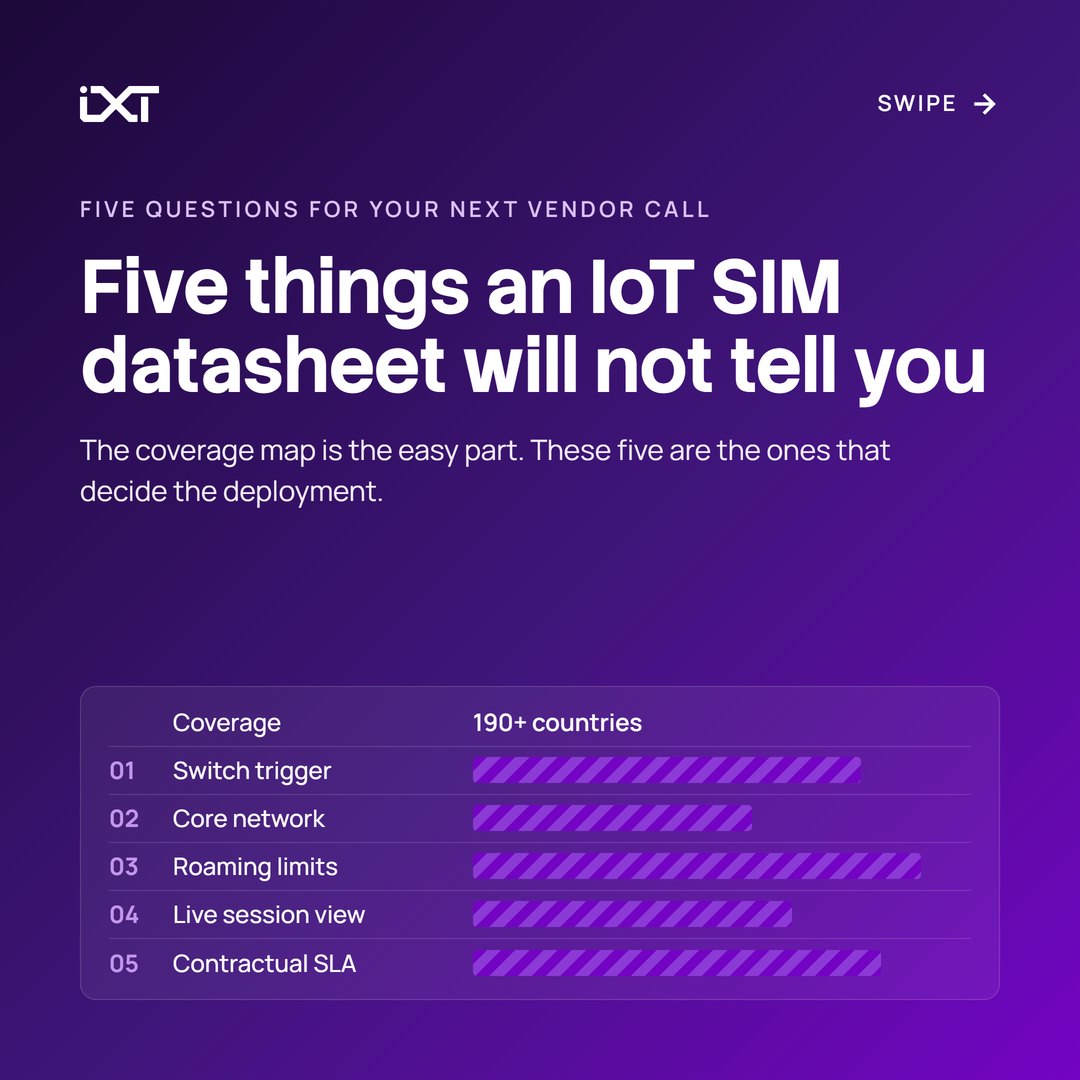 iXT
SWIPE →
FIVE QUESTIONS FOR YOUR NEXT VENDOR CALL
Five things an IoT SIM
datasheet will not tell you
The coverage map is the easy part. These five are the ones that
decide the deployment.
Coverage 190+ countries
01 Switch trigger
02 Core network
03 Roaming limits
04 Live session view
05 Contractual SLA